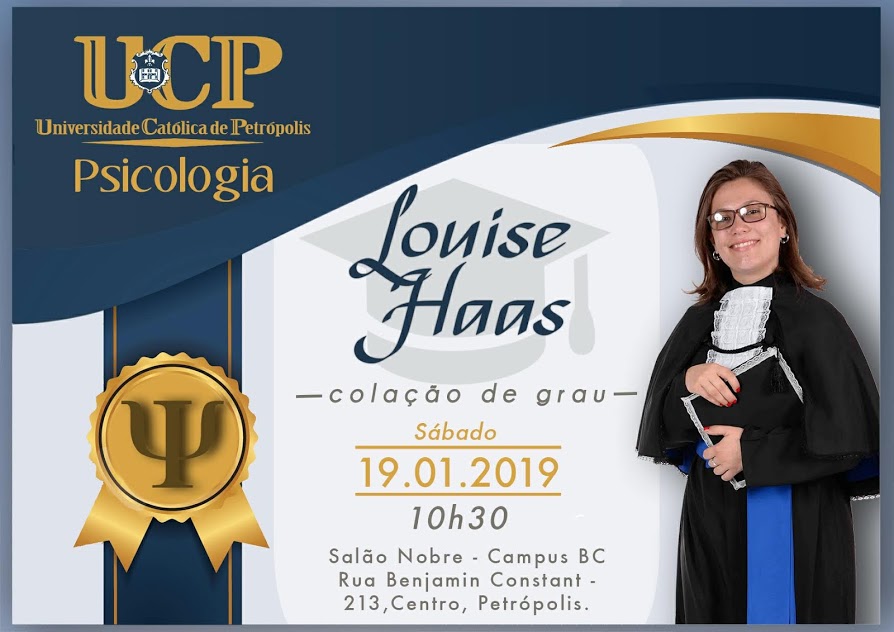 UCP
Universidade Católica de Petrópolis
Psicologia
Louise
Haas
colação de grau
Sábado
19.01.2019
10h30
Salão Nobre - Campus BC
Rua Benjamin Constant -
213,Centro, Petrópolis.
Ψ